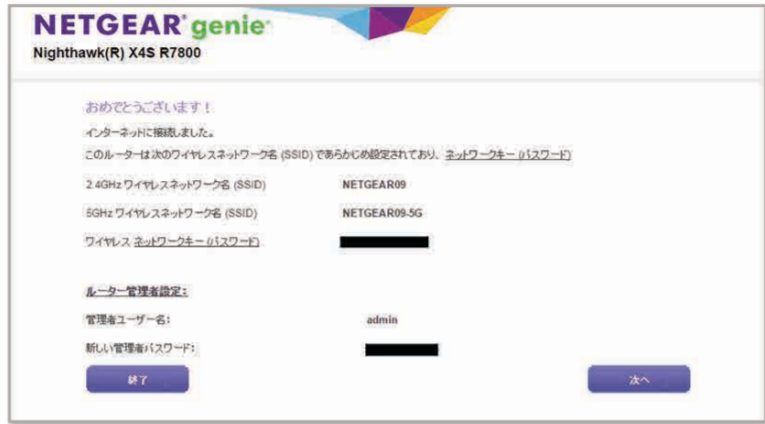 NETGEAR® genie®
Nighthawk(R) X4S R7800
おめでとうございます！
インターネットに接続しました。
このルーターは次のワイヤレスネットワーク名 (SSID) であらかじめ設定されており、ネットワークキー (パスワード)
2.4GHz ワイヤレスネットワーク名 (SSID) NETGEAR09
5GHz ワイヤレスネットワーク名 (SSID) NETGEAR09-5G
ワイヤレス ネットワークキー (パスワード)
ルーター管理者設定:
管理者ユーザー名: admin
新しい管理者パスワード:
終了 次へ